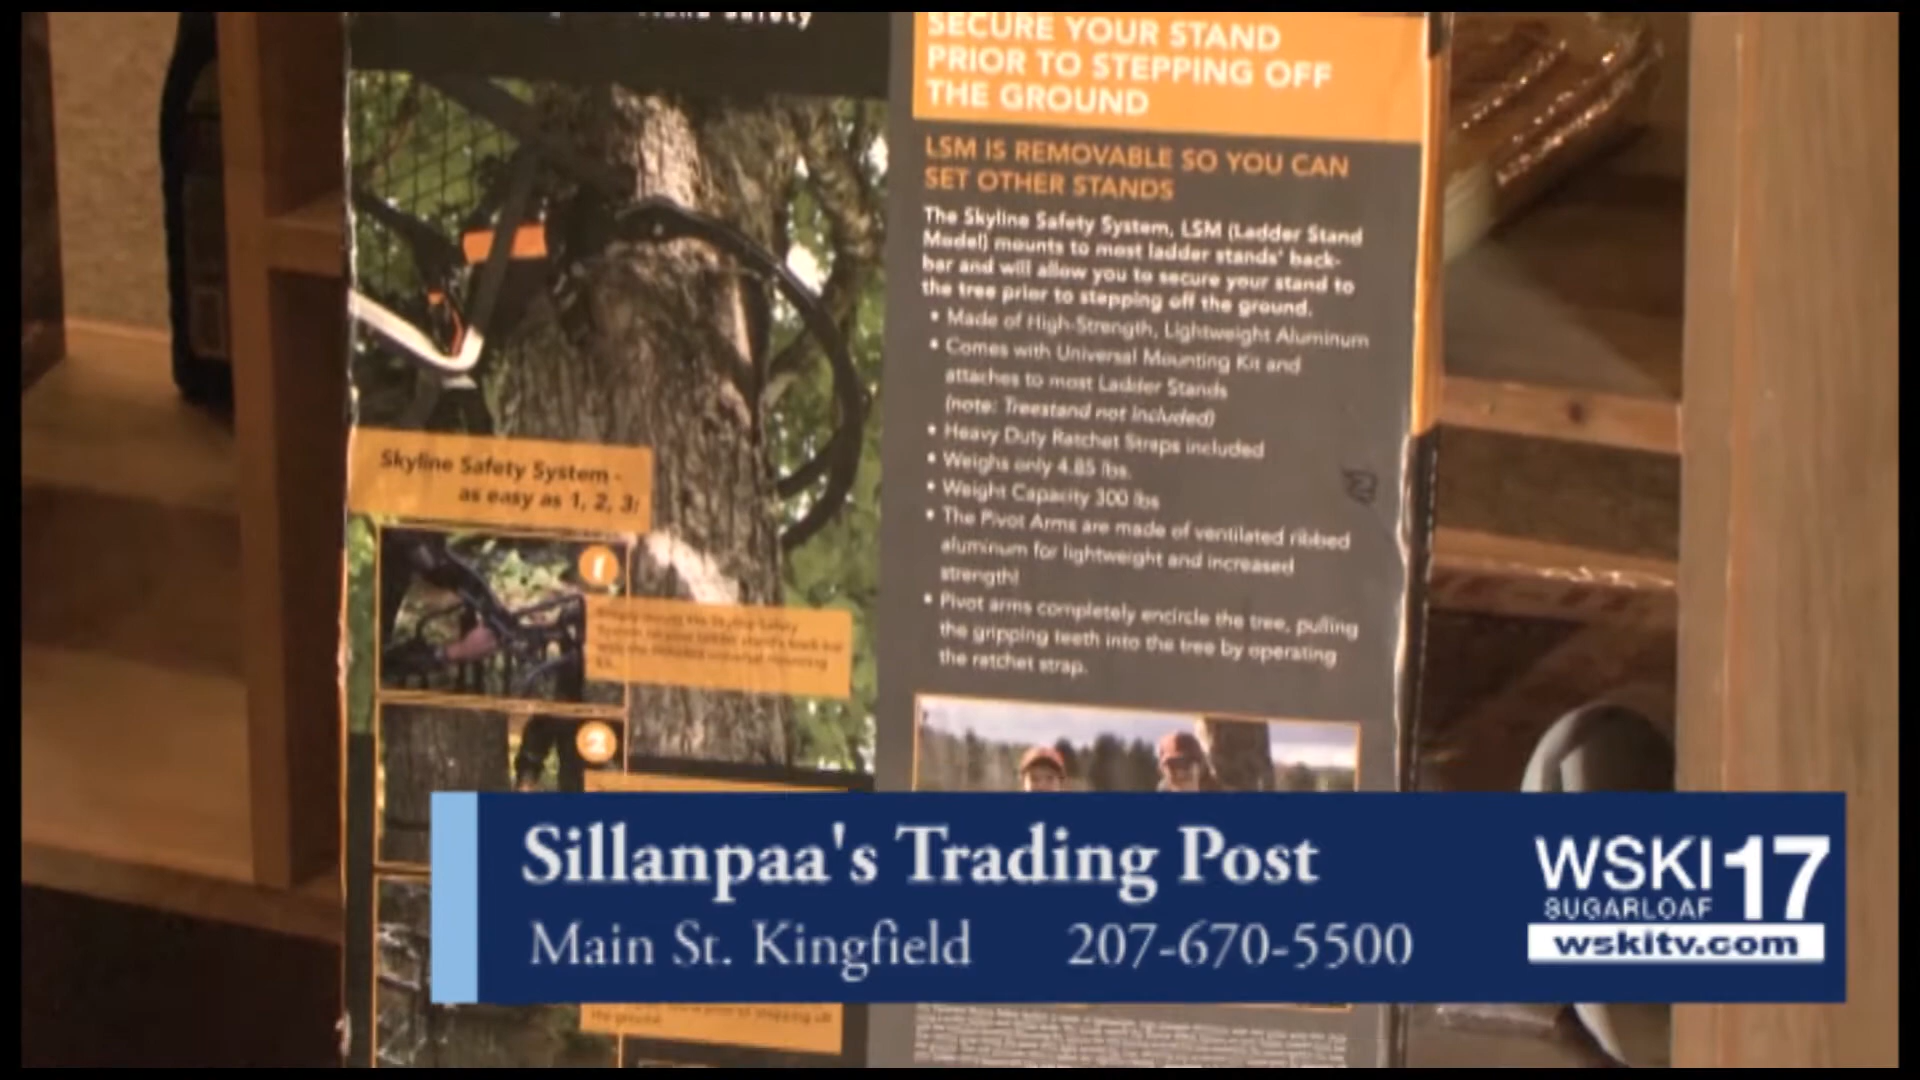 Safety
SECURE YOUR STAND
PRIOR TO STEPPING OFF
THE GROUND
LSM IS REMOVABLE SO YOU CAN
SET OTHER STANDS
The Skyline Safety System, LSM (Ladder Stand
Model) mounts to most ladder stands' back-
bar and will allow you to secure your stand to
the tree prior to stepping off the ground.
• Made of High-Strength, Lightweight Aluminum
• Comes with Universal Mounting Kit and
attaches to most Ladder Stands
(note: Treestand not included)
• Heavy Duty Ratchet Straps included
• Weighs only 4.85 lbs.
• Weight Capacity 300 lbs
• The Pivot Arms are made of ventilated ribbed
aluminum for lightweight and increased
strength!
• Pivot arms completely encircle the tree, pulling
the gripping teeth into the tree by operating
the ratchet strap.
Skyline Safety System -
as easy as 1, 2, 3:
1
2
the ground.
Sillanpaa's Trading Post
Main St. Kingfield 207-670-5500
WSKI 17
SUGARLOAF
wskitv.com